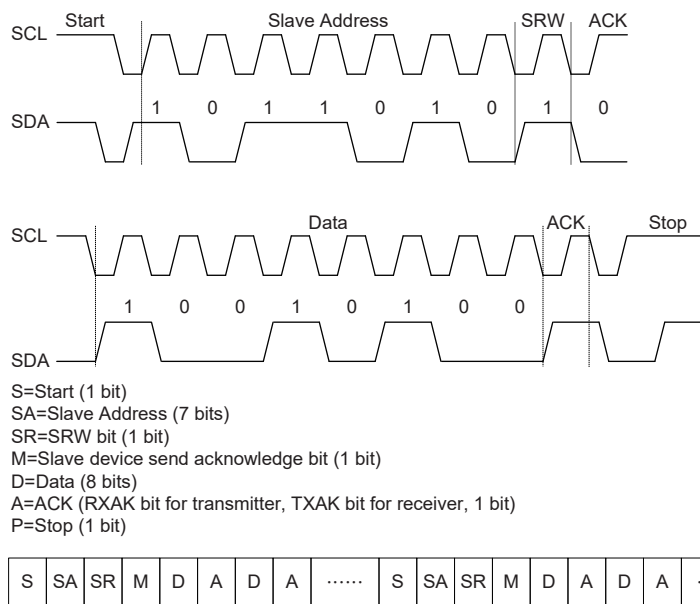 Start Slave Address SRW ACK
SCL
1 0 1 1 0 1 0 1 0
SDA
Data ACK Stop
SCL
1 0 0 1 0 1 0 0
SDA
S=Start (1 bit)
SA=Slave Address (7 bits)
SR=SRW bit (1 bit)
M=Slave device send acknowledge bit (1 bit)
D=Data (8 bits)
A=ACK (RXAK bit for transmitter, TXAK bit for receiver, 1 bit)
P=Stop (1 bit)
S SA SR M D A D A ...... S SA SR M D A D A